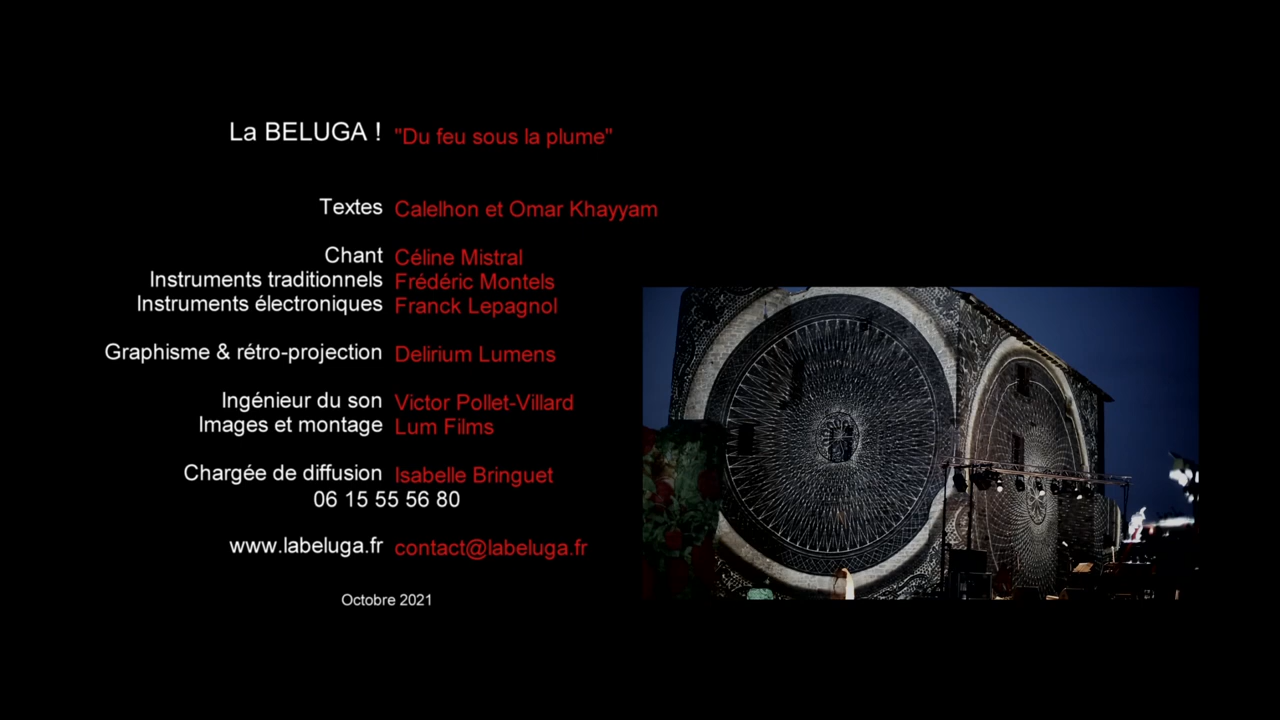 La BELUGA ! "Du feu sous la plume"
Textes Calelhon et Omar Khayyam
Chant Céline Mistral
Instruments traditionnels Frédéric Montels
Instruments électroniques Franck Lepagnol
Graphisme & rétro-projection Delirium Lumens
Ingénieur du son Victor Pollet-Villard
Images et montage Lum Films
Chargée de diffusion Isabelle Bringuet
06 15 55 56 80
www.labeluga.fr contact@labeluga.fr
Octobre 2021